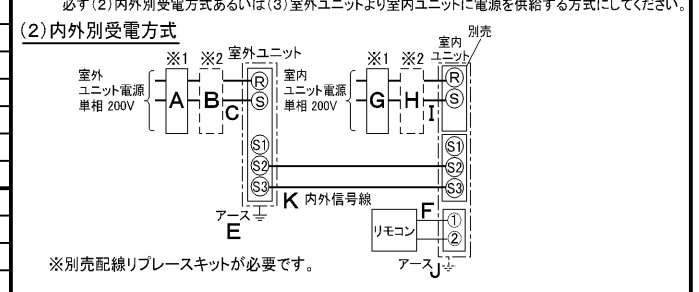 必ず(2)内外別受電方式あるいは(3)室外ユニットより室内ユニットに電源を供給する方式にしてください。
(2)内外別受電方式
別売
※1 ※2 室外ユニット
※1 ※2 室内ユニット
室外
ユニット電源
単相 200V
A B C
R
S
室内
ユニット電源
単相 200V
G H I
R
S
S1
S2
S3
S1
S2
S3
K 内外信号線
アース
E
リモコン
F
①
②
アース J
※別売配線リプレースキットが必要です。